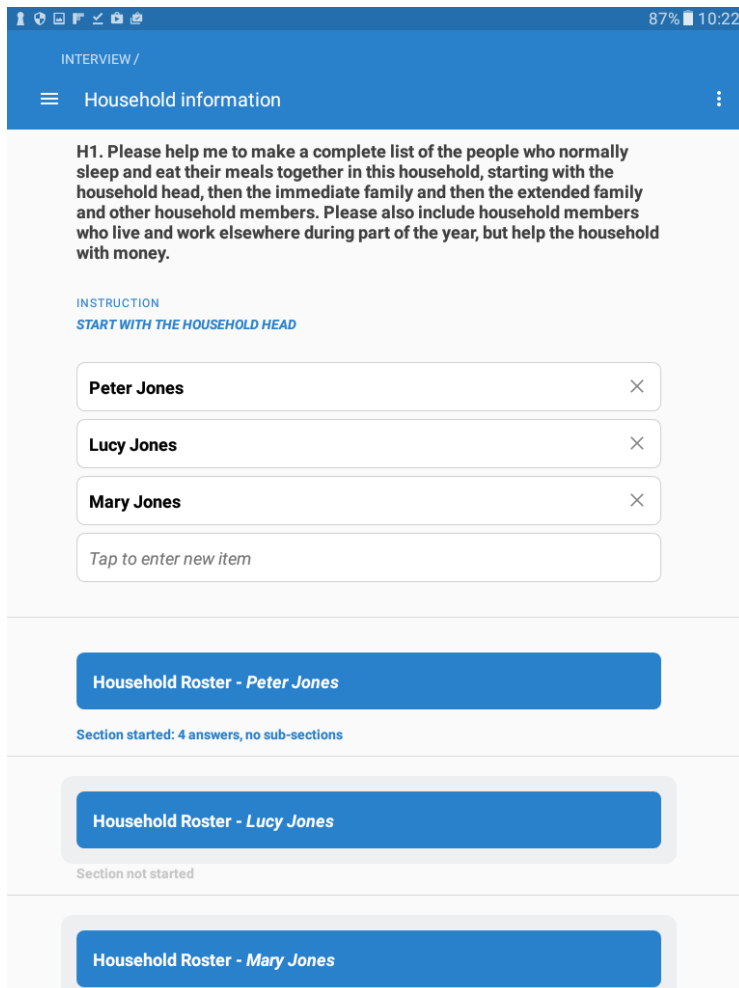 87% 10:22
INTERVIEW /
Household information
H1. Please help me to make a complete list of the people who normally
sleep and eat their meals together in this household, starting with the
household head, then the immediate family and then the extended family
and other household members. Please also include household members
who live and work elsewhere during part of the year, but help the household
with money.
INSTRUCTION
START WITH THE HOUSEHOLD HEAD
Peter Jones
Lucy Jones
Mary Jones
Tap to enter new item
Household Roster - Peter Jones
Section started: 4 answers, no sub-sections
Household Roster - Lucy Jones
Section not started
Household Roster - Mary Jones